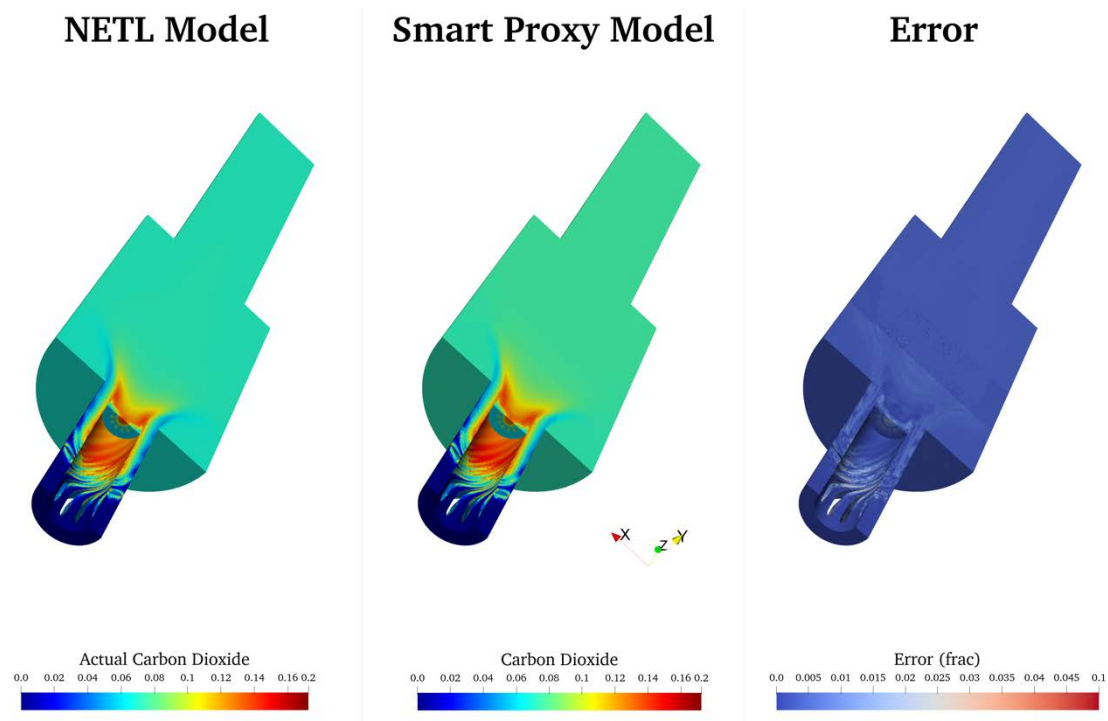 NETL Model
Smart Proxy Model
Error
X
Z
Y
Actual Carbon Dioxide
0.0 0.02 0.04 0.06 0.08 0.1 0.12 0.14 0.16 0.2
Carbon Dioxide
0.0 0.02 0.04 0.06 0.08 0.1 0.12 0.14 0.16 0.2
Error (frac)
0.0 0.005 0.01 0.015 0.02 0.025 0.03 0.035 0.04 0.045 0.1